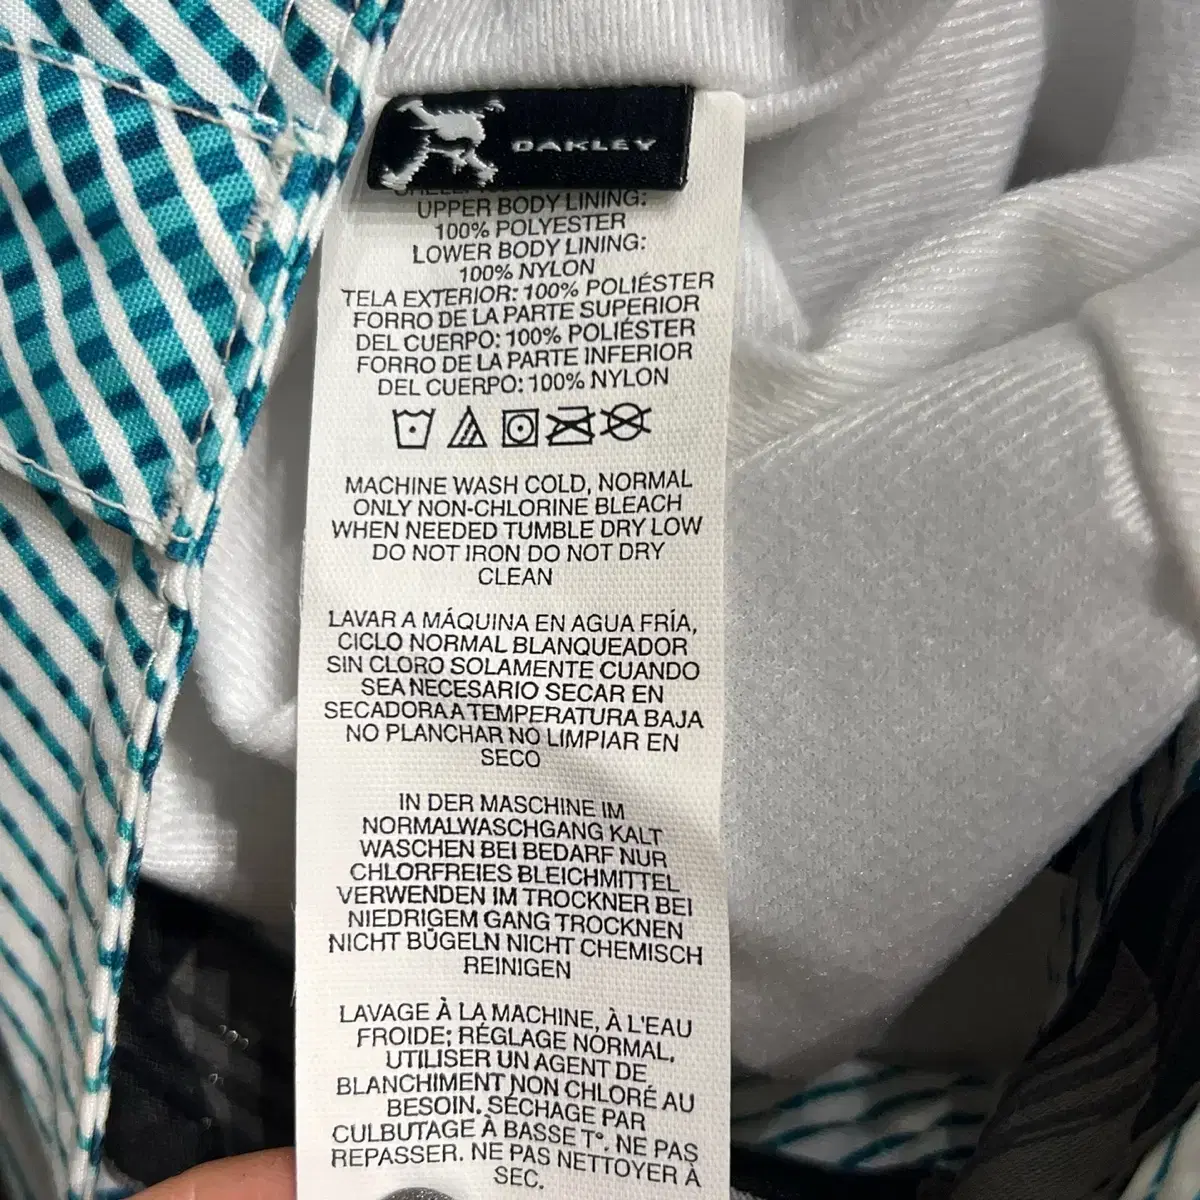 OAKLEY
UPPER BODY LINING:
100% POLYESTER
LOWER BODY LINING:
100% NYLON
TELA EXTERIOR: 100% POLIÉSTER
FORRO DE LA PARTE SUPERIOR
DEL CUERPO: 100% POLIÉSTER
FORRO DE LA PARTE INFERIOR
DEL CUERPO: 100% NYLON
MACHINE WASH COLD, NORMAL
ONLY NON-CHLORINE BLEACH
WHEN NEEDED TUMBLE DRY LOW
DO NOT IRON DO NOT DRY
CLEAN
LAVAR A MÁQUINA EN AGUA FRÍA,
CICLO NORMAL BLANQUEADOR
SIN CLORO SOLAMENTE CUANDO
SEA NECESARIO SECAR EN
SECADORA A TEMPERATURA BAJA
NO PLANCHAR NO LIMPIAR EN
SECO
IN DER MASCHINE IM
NORMALWASCHGANG KALT
WASCHEN BEI BEDARF NUR
CHLORFREIES BLEICHMITTEL
VERWENDEN IM TROCKNER BEI
NIEDRIGEM GANG TROCKNEN
NICHT BÜGELN NICHT CHEMISCH
REINIGEN
LAVAGE À LA MACHINE, À L'EAU
FROIDE; RÉGLAGE NORMAL.
UTILISER UN AGENT DE
BLANCHIMENT NON CHLORÉ AU
BESOIN. SÉCHAGE PAR
CULBUTAGE À BASSE T°. NE PAS
REPASSER. NE PAS NETTOYER À
SEC.